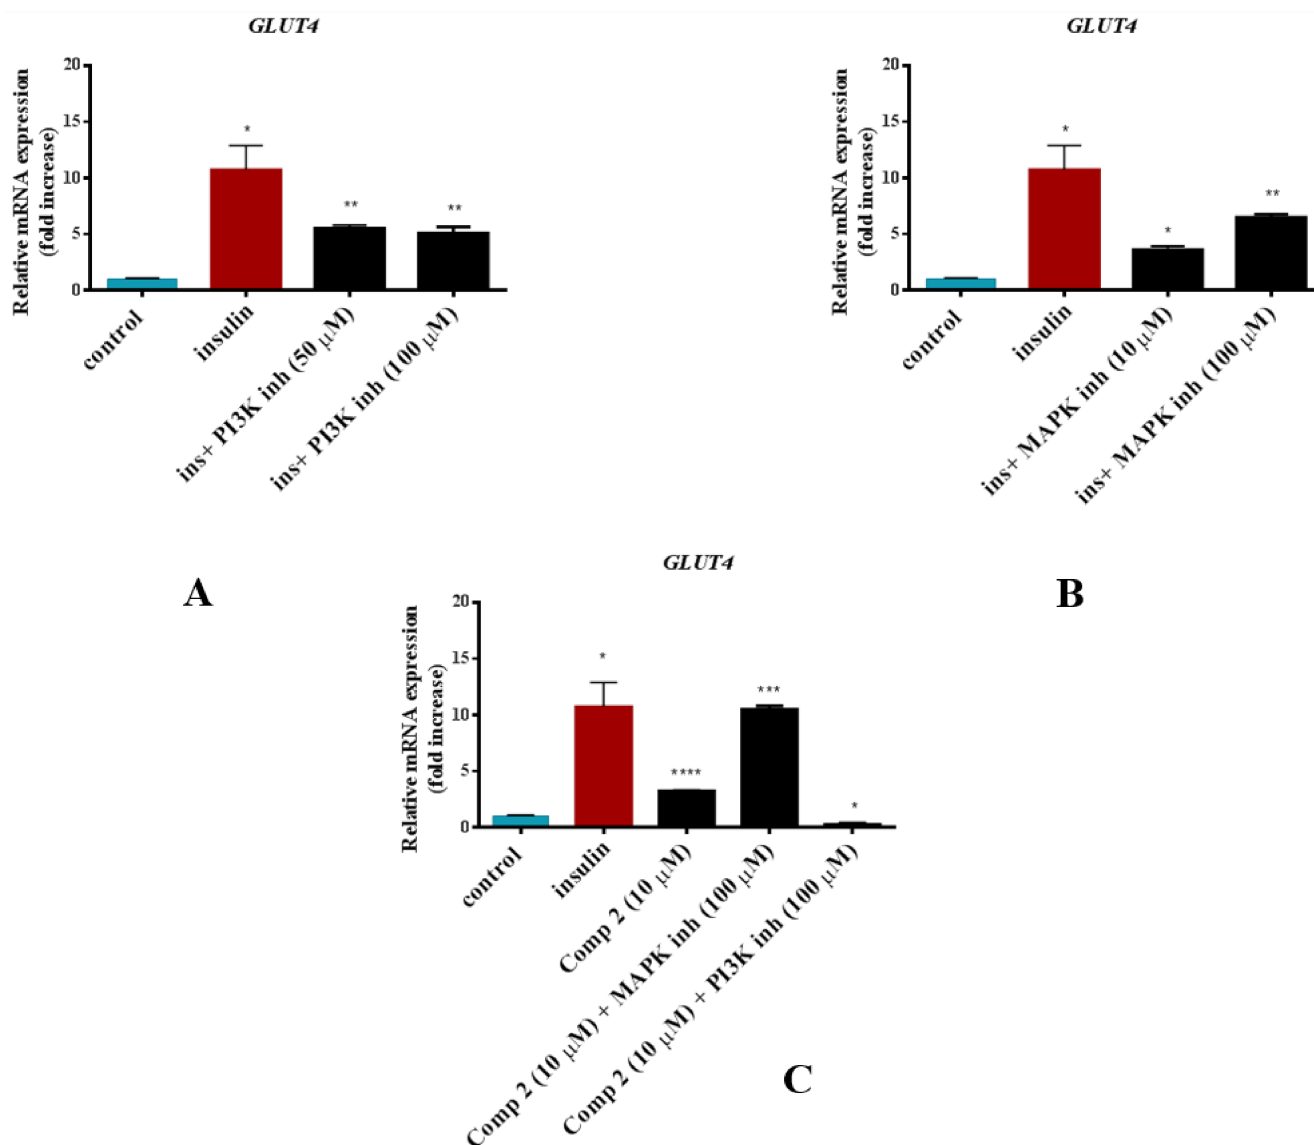 GLUT4
Relative mRNA expression
(fold increase)
20
15
10
5
0
*
**
**
control
insulin
ins+ PI3K inh (50 μM)
ins+ PI3K inh (100 μM)
A
GLUT4
Relative mRNA expression
(fold increase)
20
15
10
5
0
*
*
**
control
insulin
ins+ MAPK inh (10 μM)
ins+ MAPK inh (100 μM)
B
GLUT4
Relative mRNA expression
(fold increase)
20
15
10
5
0
*
****
***
*
control
insulin
Comp 2 (10 μM)
Comp 2 (10 μM) + MAPK inh (100 μM)
Comp 2 (10 μM) + PI3K inh (100 μM)
C